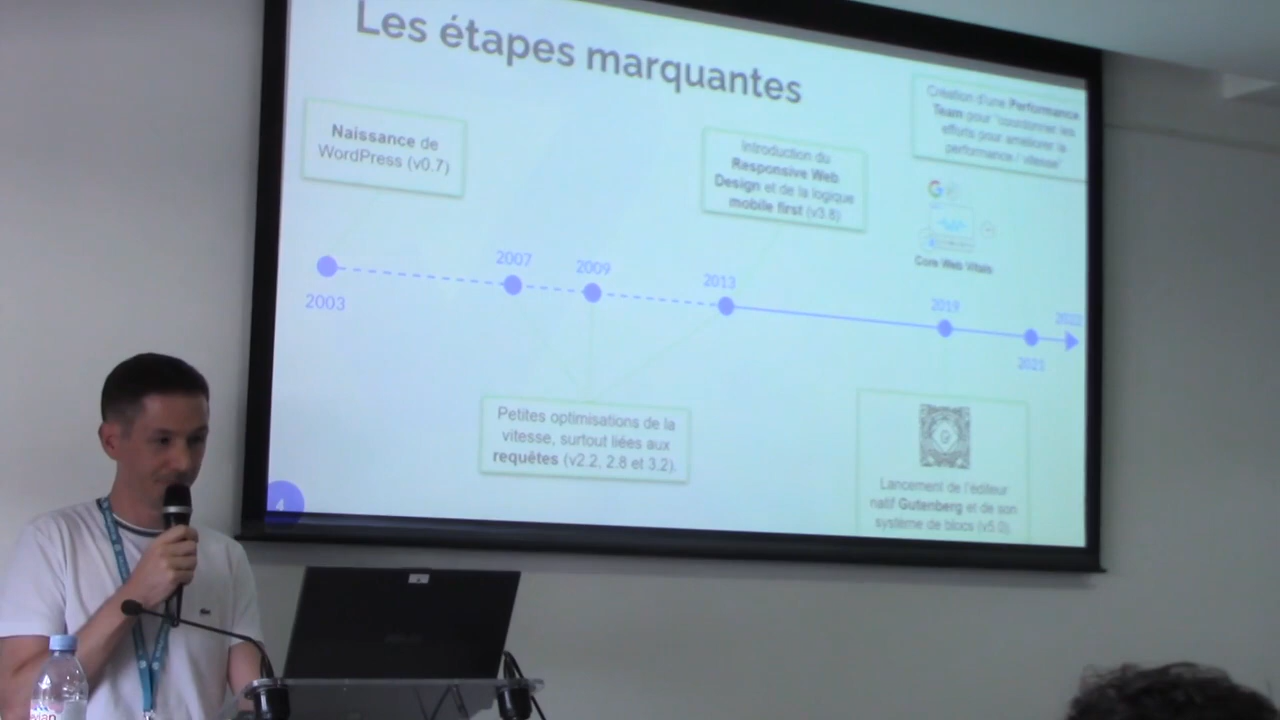 Les étapes marquantes
Naissance de
WordPress (v0.7)
Introduction du
Responsive Web
Design et de la logique
mobile first (v3.8)
Création d'une Performance
Team pour "coordonner les
efforts pour améliorer la
performance / vitesse"
G
Core Web Vitals
2003
2007
2009
2013
2019
2021
2022
Petites optimisations de la
vitesse, surtout liées aux
requêtes (v2.2, 2.8 et 3.2).
Lancement de l'éditeur
natif Gutenberg et de son
système de blocs (v5.0)
4
evian